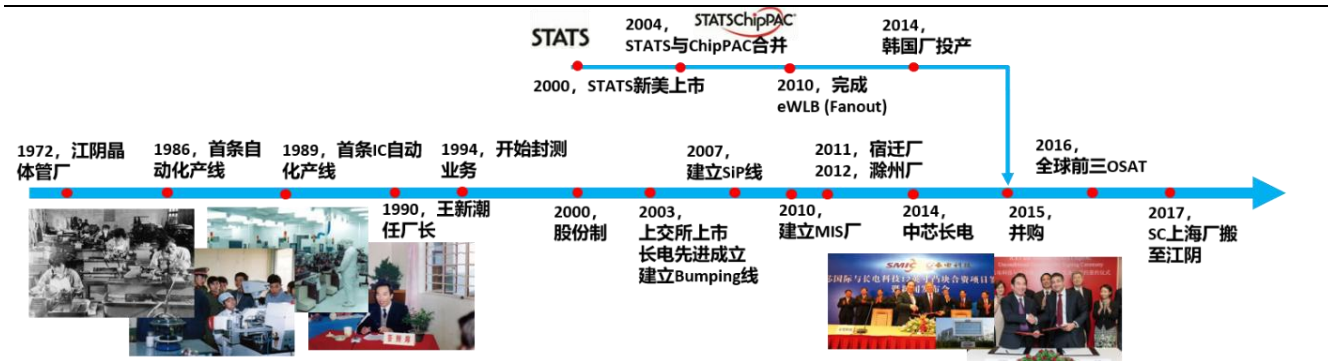 STATS
2004，
STATS ChipPAC
STATS与ChipPAC合并
2014，
韩国厂投产
2000，STATS新美上市
2010，完成
eWLB (Fanout)
1972，江阴晶
体管厂
1986，首条自
动化产线
1989，首条IC自动
化产线
1994，开始封测
业务
2007，
建立SiP线
2011，宿迁厂
2012，滁州厂
2016，
全球前三OSAT
1990，王新潮
任厂长
2000，
股份制
2003，
上交所上市
长电先进成立
建立Bumping线
2010，
建立MIS厂
2014，
中芯长电
2015，
并购
2017，
SC上海厂搬
至江阴
SMIC 长电科技